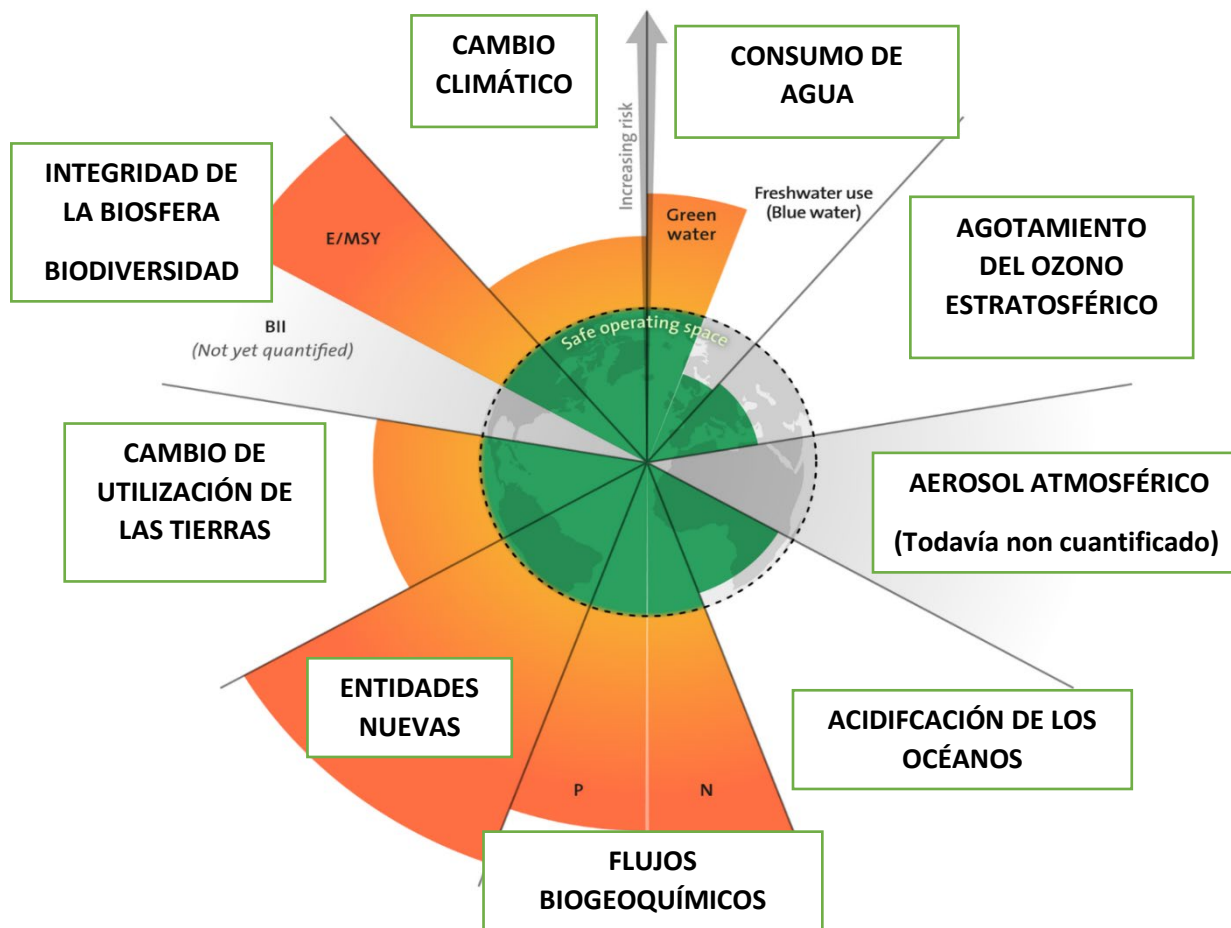 CAMBIO
CLIMÁTICO
CONSUMO DE
AGUA
Increasing risk
INTEGRIDAD DE
LA BIOSFERA
BIODIVERSIDAD
E/MSY
Green
water
Freshwater use
(Blue water)
AGOTAMIENTO
DEL OZONO
ESTRATOSFÉRICO
BII
(Not yet quantified)
Safe operating space
CAMBIO DE
UTILIZACIÓN DE
LAS TIERRAS
AEROSOL ATMOSFÉRICO
(Todavía non cuantificado)
ENTIDADES
NUEVAS
ACIDIFCACIÓN DE LOS
OCÉANOS
P
N
FLUJOS
BIOGEOQUÍMICOS